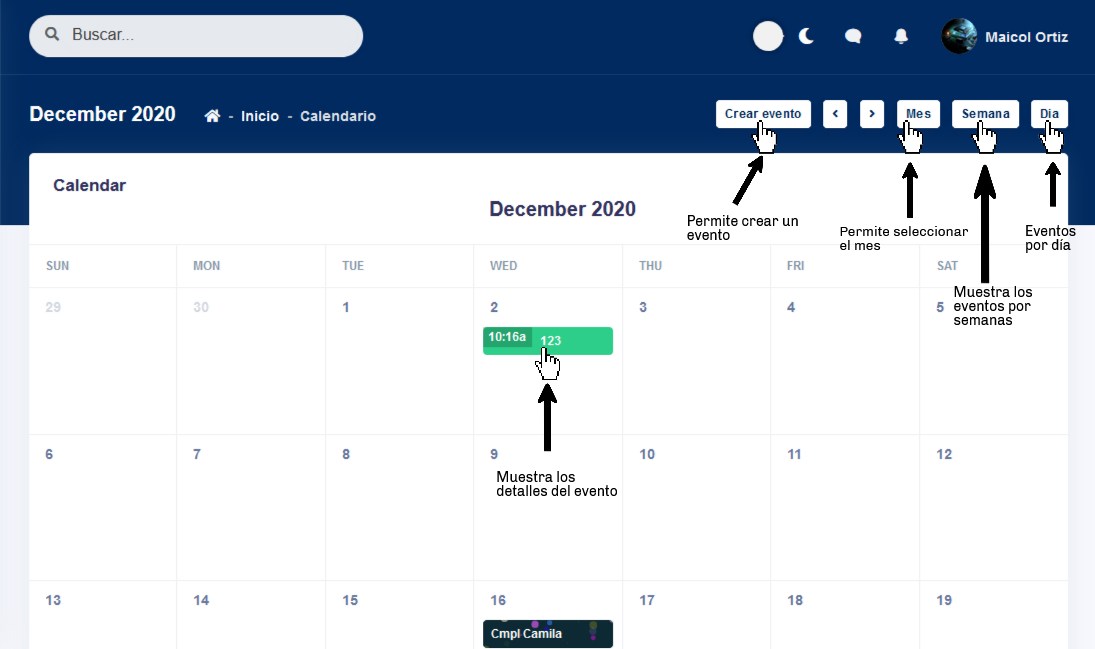 Buscar...
Maicol Ortiz
December 2020
- Inicio - Calendario
Crear evento
<
>
Mes
Semana
Dia
Calendar
December 2020
Permite crear un
evento
Permite seleccionar
el mes
Eventos
por día
Muestra los
eventos por
semanas
SUN MON TUE WED THU FRI SAT
29 30 1 2 3 4 5
10:16a 123
Muestra los
detalles del evento
6 7 8 9 10 11 12
13 14 15 16 17 18 19
Cmpl Camila